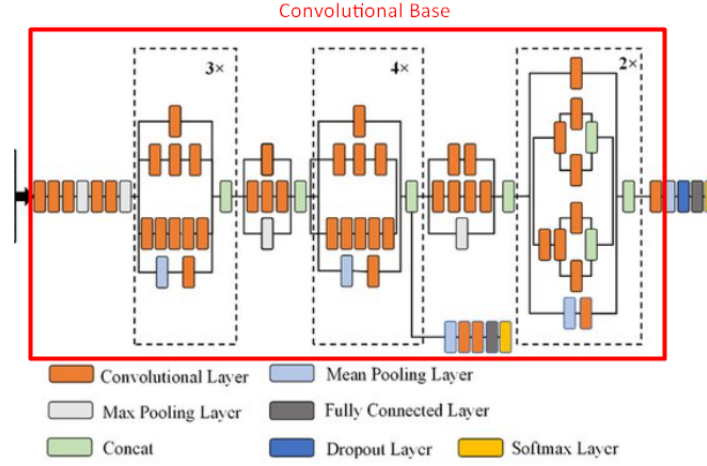 Convolutional Base
3×
4×
2×
Convolutional Layer
Mean Pooling Layer
Max Pooling Layer
Fully Connected Layer
Concat
Dropout Layer
Softmax Layer